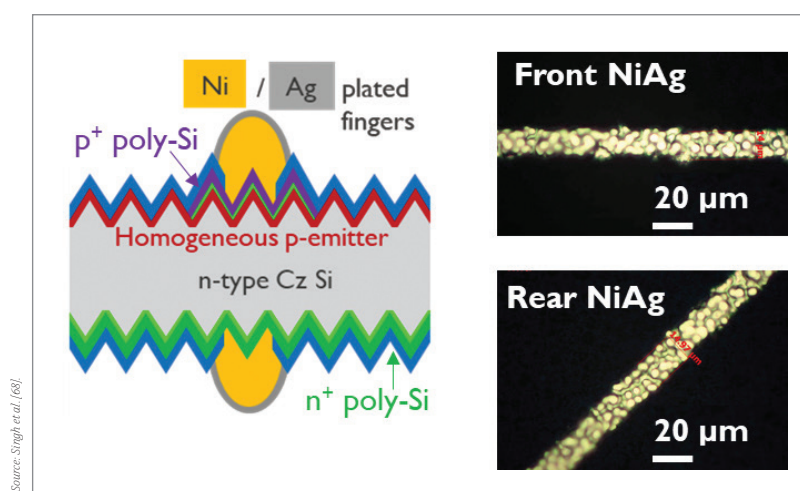 Ni / Ag plated
fingers
p⁺ poly-Si
Homogeneous p-emitter
n-type Cz Si
n⁺ poly-Si
Front NiAg
20 µm
Rear NiAg
20 µm
Source: Singh et al. [68].